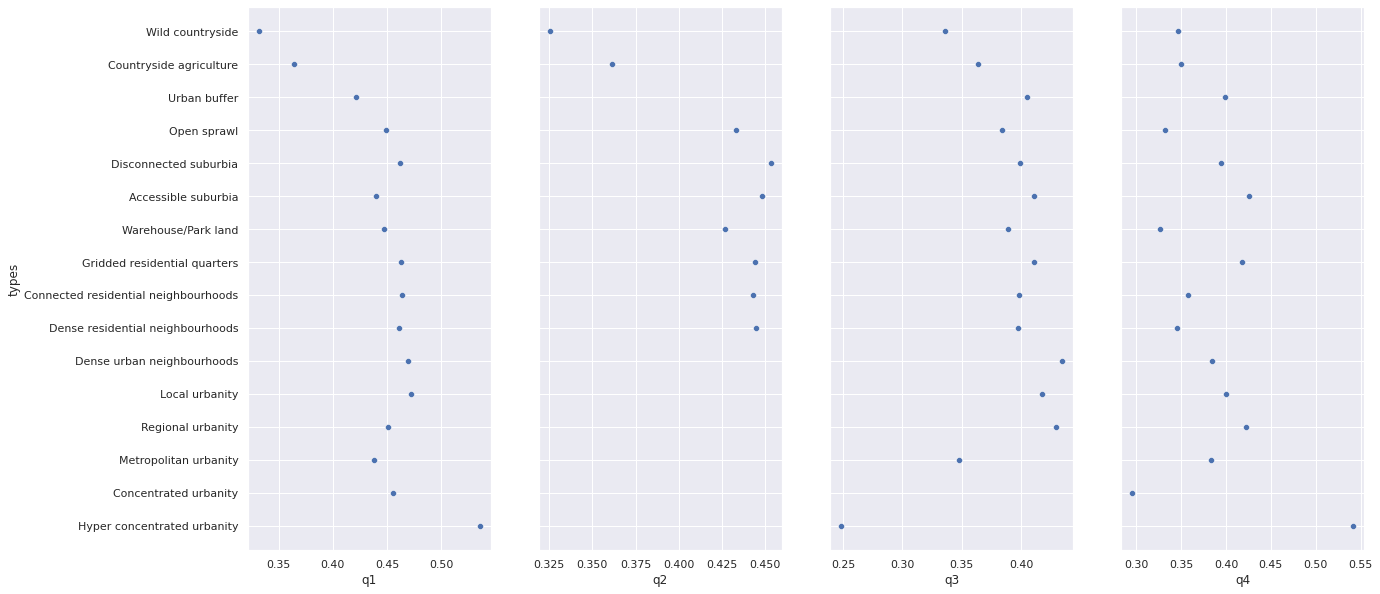 Wild countryside
Countryside agriculture
Urban buffer
Open sprawl
Disconnected suburbia
Accessible suburbia
Warehouse/Park land
Gridded residential quarters
types
Connected residential neighbourhoods
Dense residential neighbourhoods
Dense urban neighbourhoods
Local urbanity
Regional urbanity
Metropolitan urbanity
Concentrated urbanity
Hyper concentrated urbanity
0.35 0.40 0.45 0.50
q1
0.325 0.350 0.375 0.400 0.425 0.450
q2
0.25 0.30 0.35 0.40
q3
0.30 0.35 0.40 0.45 0.50 0.55
q4